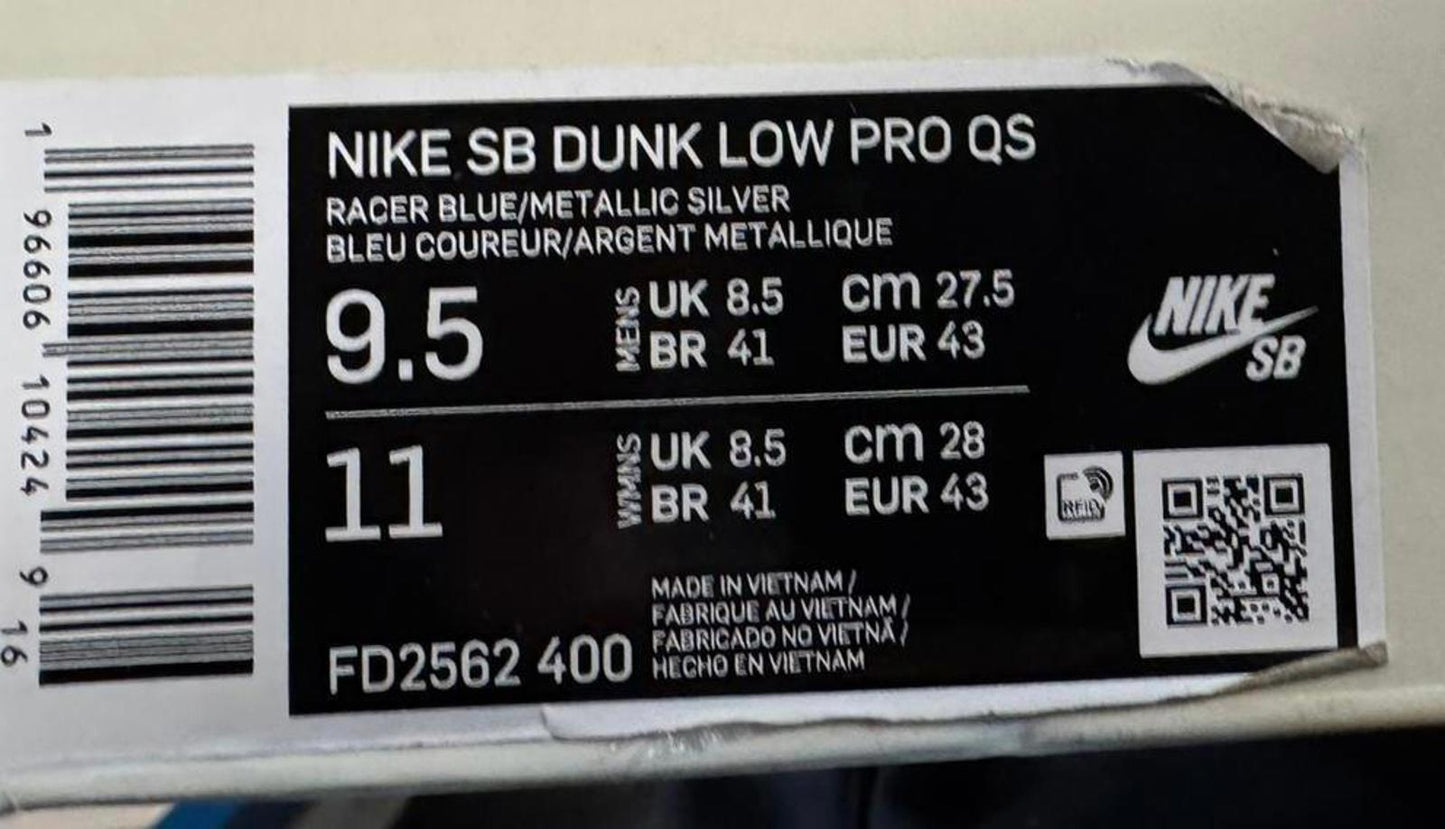 1 96606 10424 9 16
NIKE SB DUNK LOW PRO QS
RACER BLUE/METALLIC SILVER
BLEU COUREUR/ARGENT METALLIQUE
9.5 MENS UK 8.5 cm 27.5
BR 41 EUR 43
NIKE SB
11 WMNS UK 8.5 cm 28
BR 41 EUR 43
RFID
MADE IN VIETNAM /
FABRIQUE AU VIETNAM /
FABRICADO NO VIETNÃ /
HECHO EN VIETNAM
FD2562 400